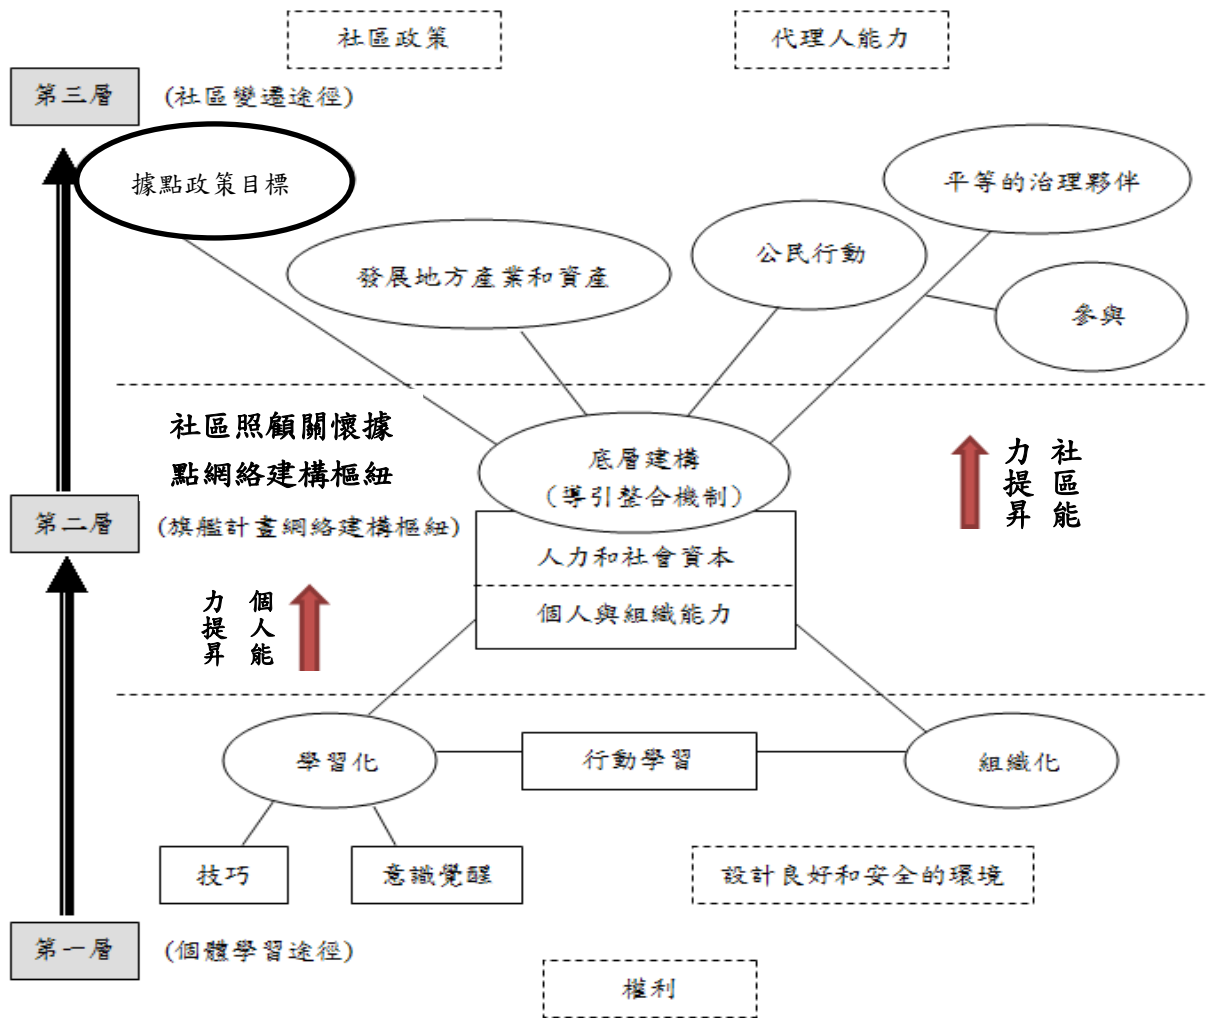 社區政策
代理人能力
第三層
(社區變遷途徑)
據點政策目標
平等的治理夥伴
公民行動
發展地方產業和資產
參與
社區照顧關懷據
點網絡建構樞紐
底層建構
(導引整合機制)
社區能
力提昇
第二層
(旗艦計畫網絡建構樞紐)
人力和社會資本
個人與組織能力
個人能
力提昇
學習化
行動學習
組織化
技巧
意識覺醒
設計良好和安全的環境
第一層
(個體學習途徑)
權利